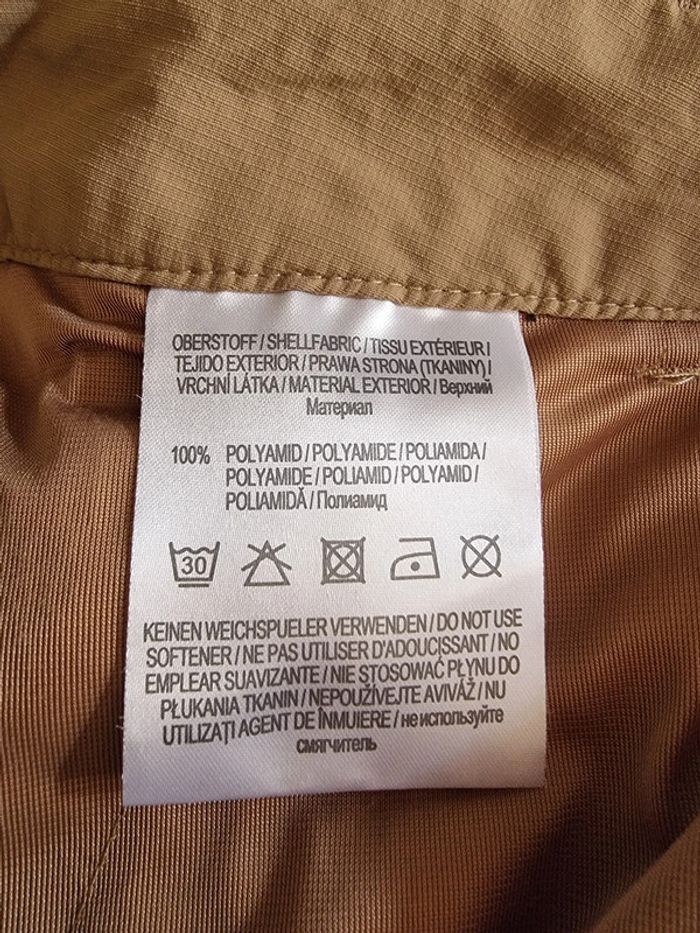 OBERSTOFF / SHELLFABRIC / TISSU EXTÉRIEUR /
TEJIDO EXTERIOR / PRAWA STRONA (TKANINY) /
VRCHNÍ LÁTKA / MATERIAL EXTERIOR / Верхний
Материал
100% POLYAMID / POLYAMIDE / POLIAMIDA /
POLYAMIDE / POLIAMID / POLYAMID /
POLIAMIDĂ / Полиамид
30
KEINEN WEICHSPUELER VERWENDEN / DO NOT USE
SOFTENER / NE PAS UTILISER D'ADOUCISSANT / NO
EMPLEAR SUAVIZANTE / NIE STOSOWAĆ PŁYNU DO
PŁUKANIA TKANIN / NEPOUŽÍVEJTE AVIVÁŽ / NU
UTILIZAȚI AGENT DE ÎNMUIERE / не используйте
смягчитель